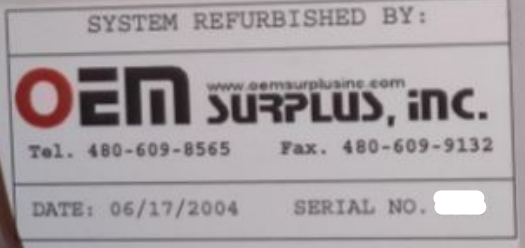 SYSTEM REFURBISHED BY:
www.oemsurplusinc.com
OEM SURPLUS, inc.
Tel. 480-609-8565 Fax. 480-609-9132
DATE: 06/17/2004 SERIAL NO.